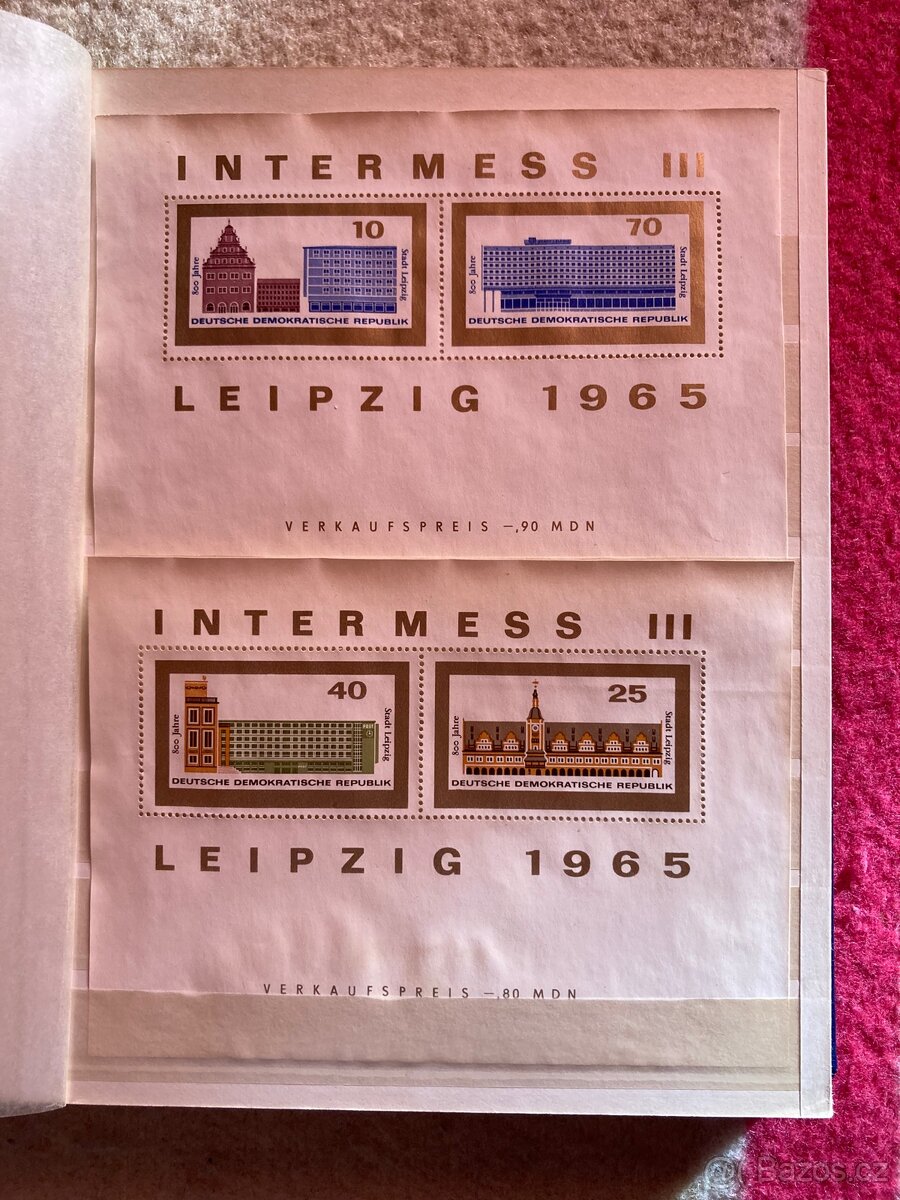 INTERMESS III
10
800 Jahre
Stadt Leipzig
DEUTSCHE DEMOKRATISCHE REPUBLIK
70
800 Jahre
Stadt Leipzig
DEUTSCHE DEMOKRATISCHE REPUBLIK
LEIPZIG 1965
VERKAUFSPREIS –,90 MDN
INTERMESS III
40
800 Jahre
Stadt Leipzig
DEUTSCHE DEMOKRATISCHE REPUBLIK
25
800 Jahre
Stadt Leipzig
DEUTSCHE DEMOKRATISCHE REPUBLIK
LEIPZIG 1965
VERKAUFSPREIS –,80 MDN
Bazos.cz